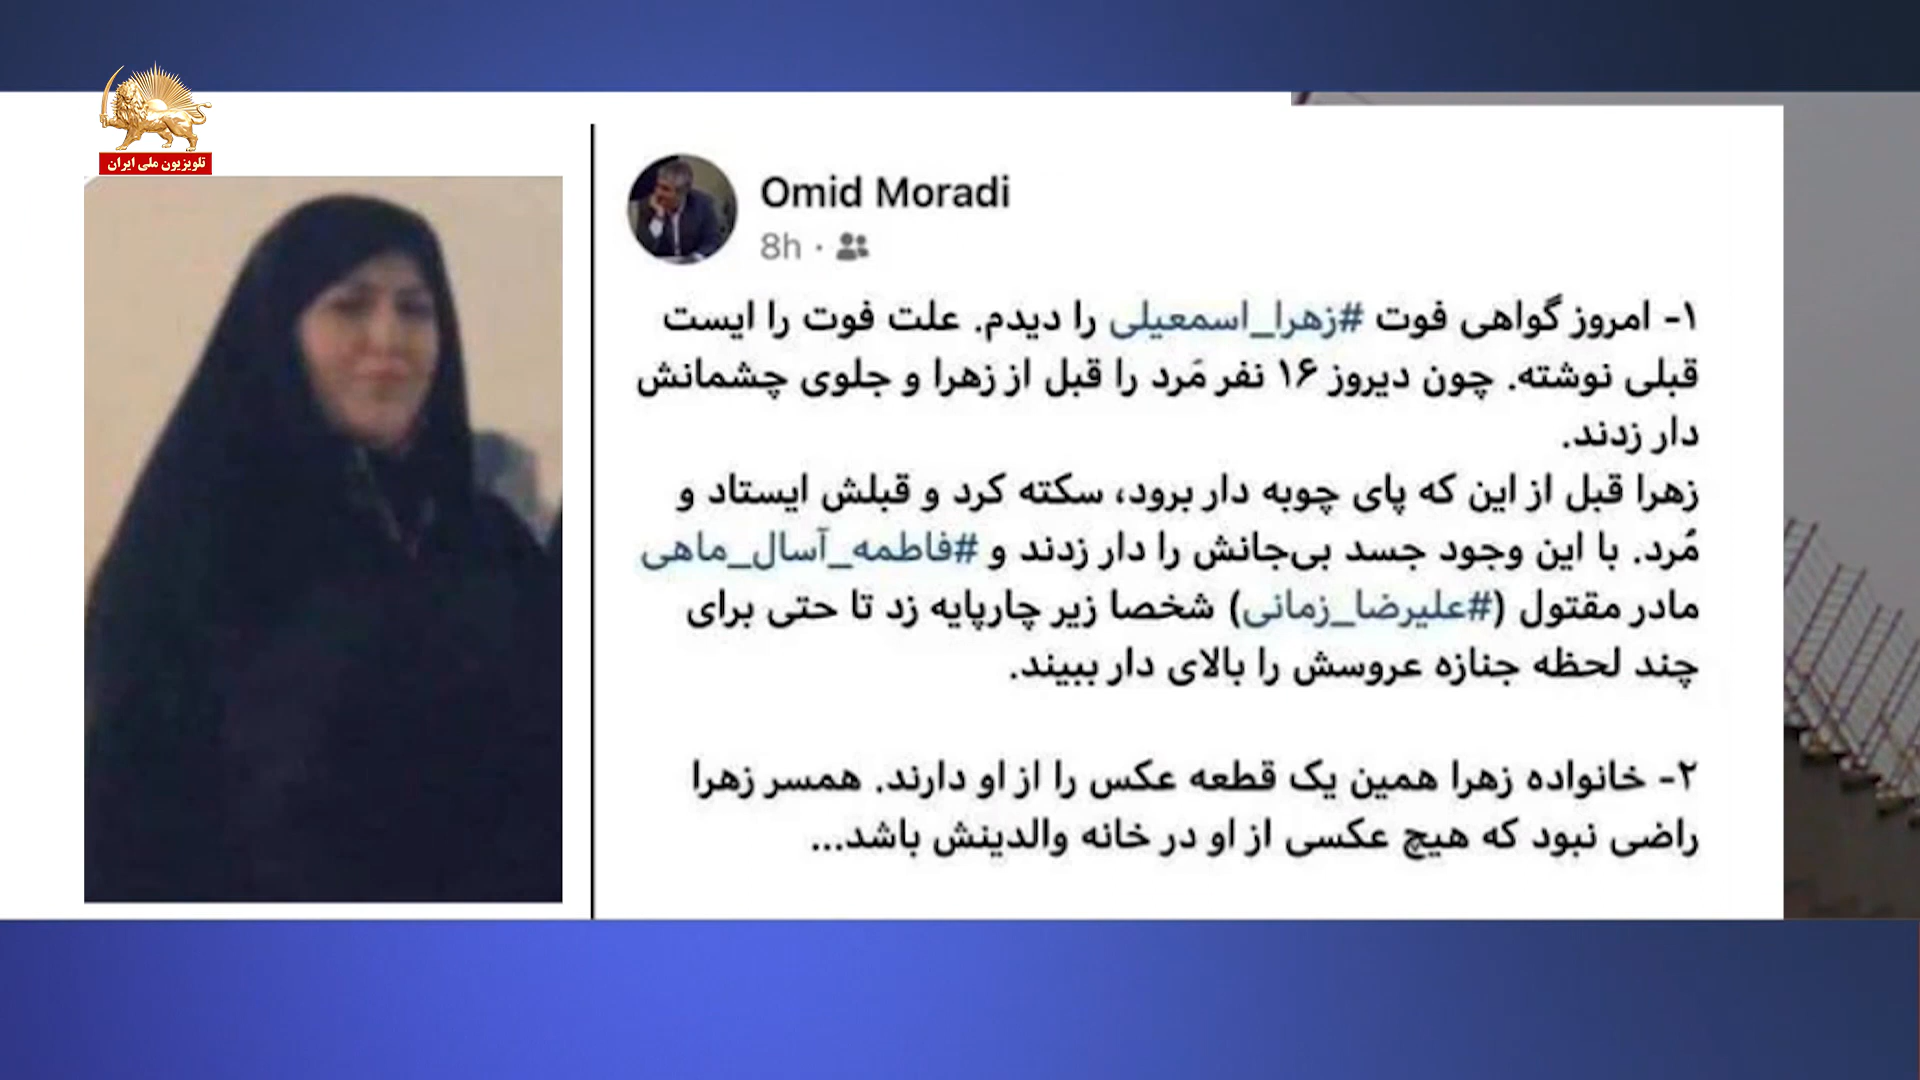 تلویزیون ملی ایران
Omid Moradi
8h ·
۱- امروز گواهی فوت #زهرا_اسمعیلی را دیدم. علت فوت را ایست
قبلی نوشته. چون دیروز ۱۶ نفر مَرد را قبل از زهرا و جلوی چشمانش
دار زدند.
زهرا قبل از این که پای چوبه دار برود، سکته کرد و قبلش ایستاد و
مُرد. با این وجود جسد بی‌جانش را دار زدند و #فاطمه_آسال_ماهی
مادر مقتول (#علیرضا_زمانی) شخصا زیر چارپایه زد تا حتی برای
چند لحظه جنازه عروسش را بالای دار ببیند.
۲- خانواده زهرا همین یک قطعه عکس را از او دارند. همسر زهرا
راضی نبود که هیچ عکسی از او در خانه والدینش باشد...